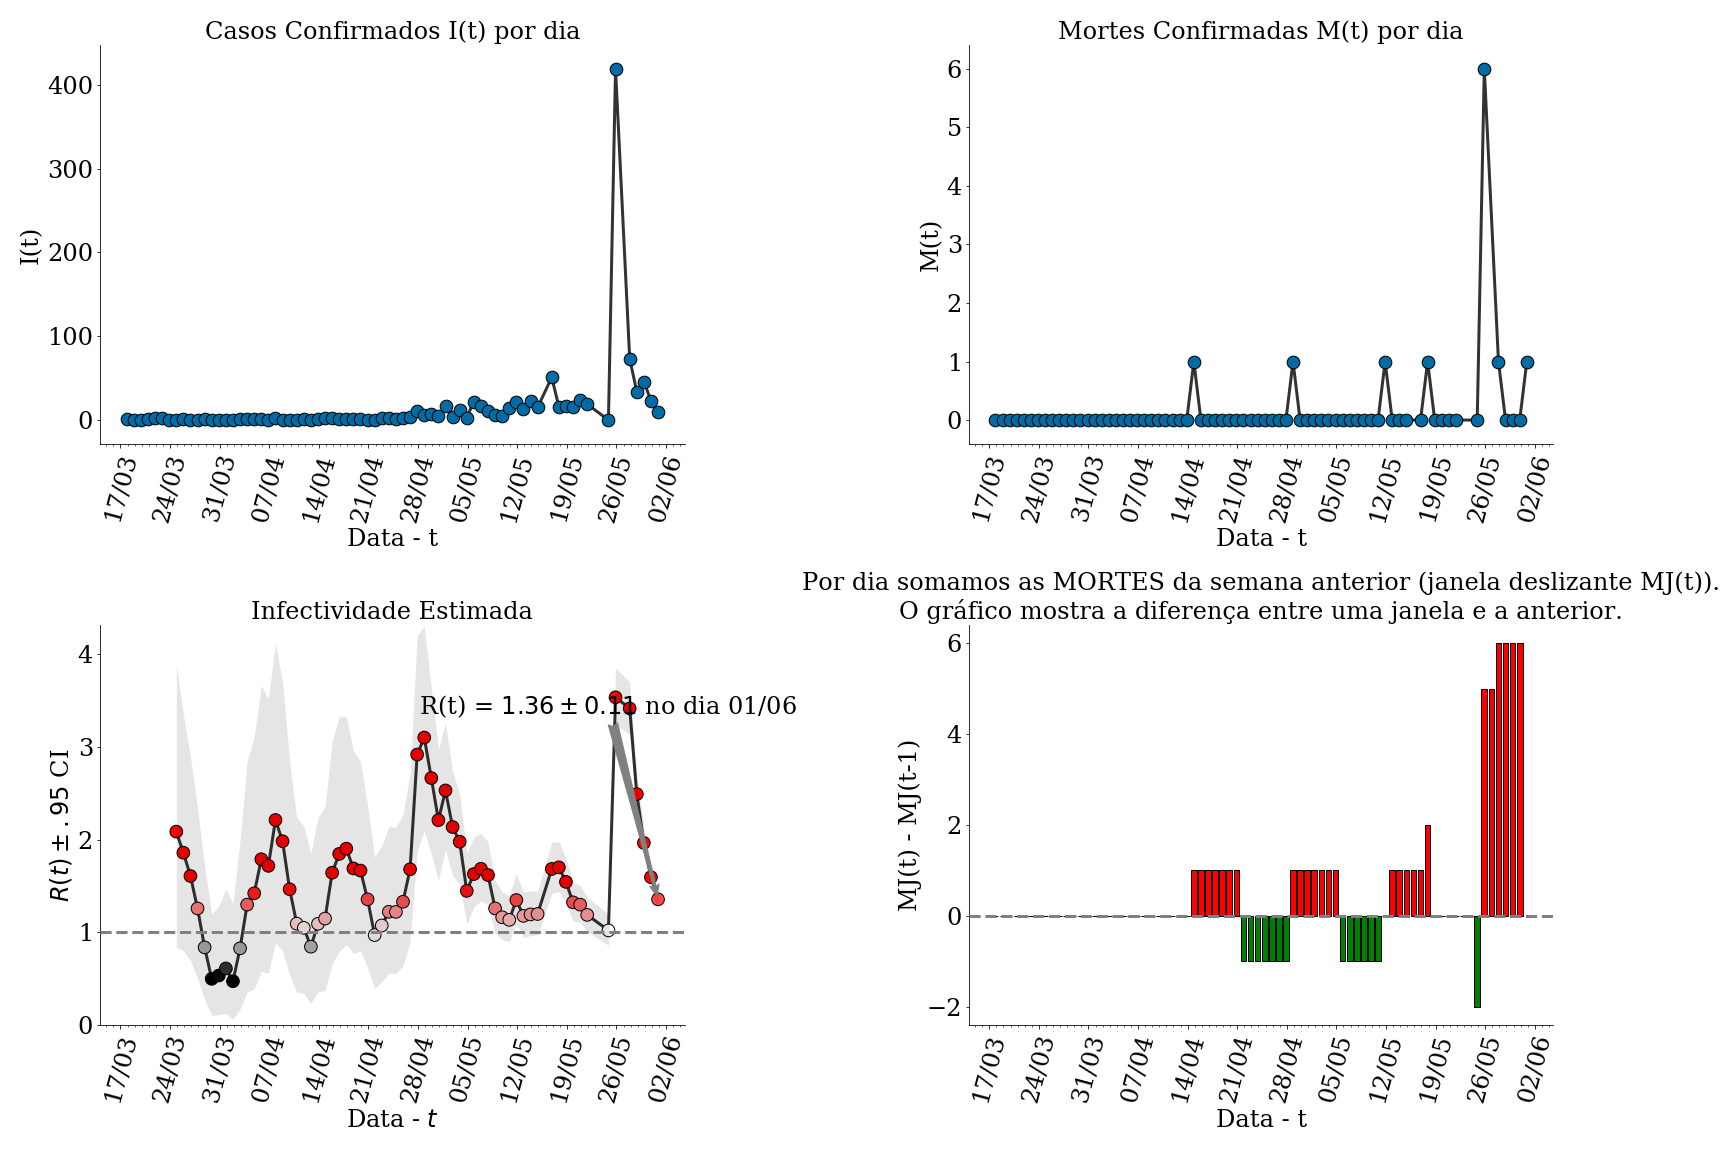 Casos Confirmados I(t) por dia
I(t)
400
300
200
100
0
17/03 24/03 31/03 07/04 14/04 21/04 28/04 05/05 12/05 19/05 26/05 02/06
Data - t
Mortes Confirmadas M(t) por dia
M(t)
6
5
4
3
2
1
0
17/03 24/03 31/03 07/04 14/04 21/04 28/04 05/05 12/05 19/05 26/05 02/06
Data - t
Infectividade Estimada
R(t) ± .95 CI
4
3
2
1
0
R(t) = 1.36 ± 0.11 no dia 01/06
17/03 24/03 31/03 07/04 14/04 21/04 28/04 05/05 12/05 19/05 26/05 02/06
Data - t
Por dia somamos as MORTES da semana anterior (janela deslizante MJ(t)).
O gráfico mostra a diferença entre uma janela e a anterior.
MJ(t) - MJ(t-1)
6
4
2
0
−2
17/03 24/03 31/03 07/04 14/04 21/04 28/04 05/05 12/05 19/05 26/05 02/06
Data - t